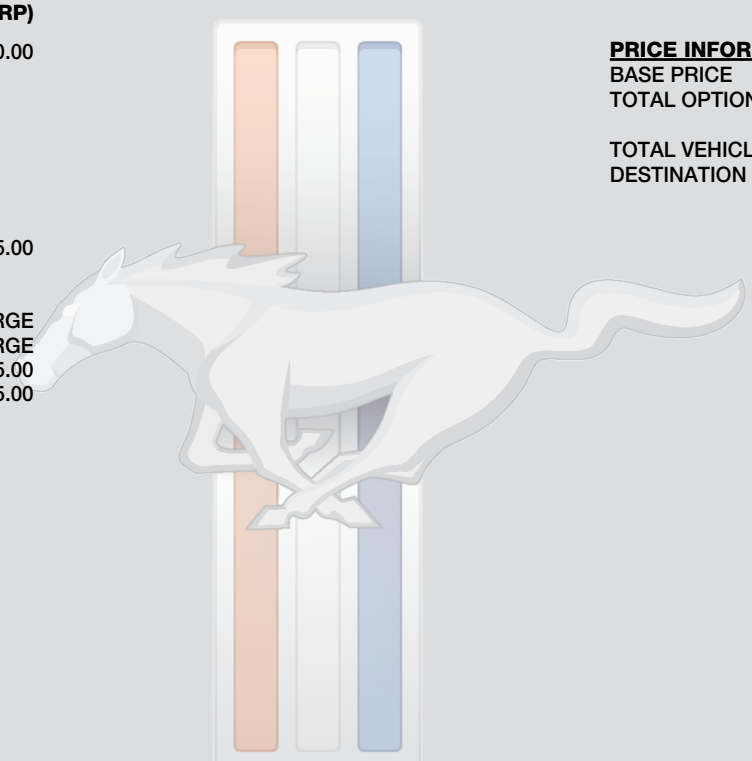 RP)
0.00
5.00
RGE
RGE
5.00
5.00
PRICE INFOR
BASE PRICE
TOTAL OPTION
TOTAL VEHICL
DESTINATION